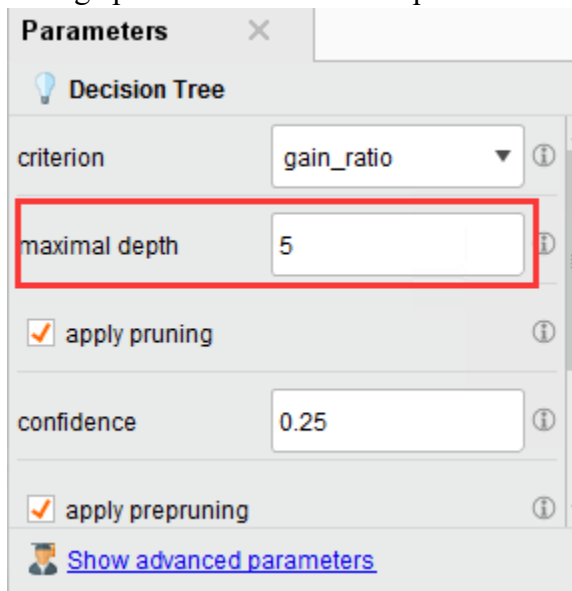 Parameters ×
Decision Tree
criterion gain_ratio
maximal depth 5
apply pruning
confidence 0.25
apply prepruning
Show advanced parameters